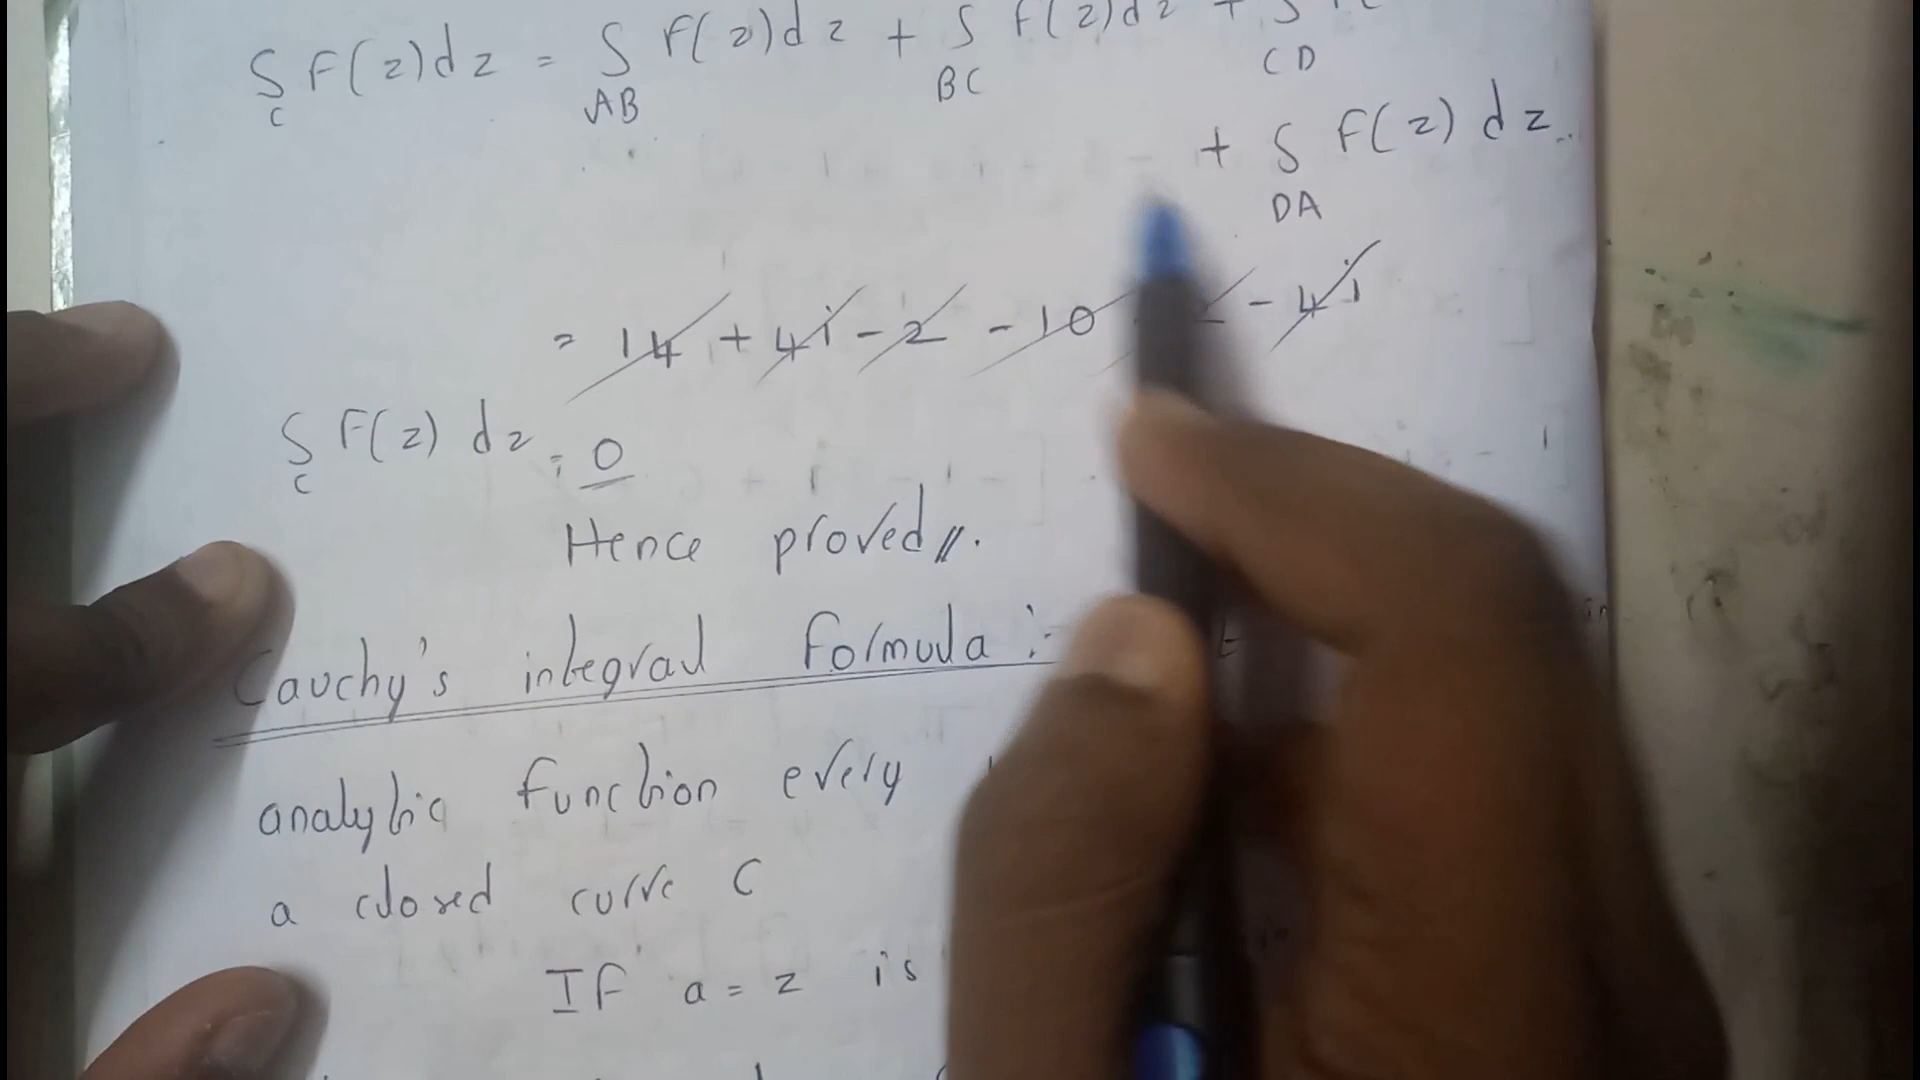 ∫ F(z)dz = ∫ F(z)dz + ∫ F(z)dz + ∫
C AB BC CD
+ ∫ F(z) dz
DA
= 14 + 4i - 2 - 10 - 4i
∫ F(z) dz = 0
C
Hence proved //.
Cauchy's integral Formula :-
analytic function every
a closed curve C
If a = z is